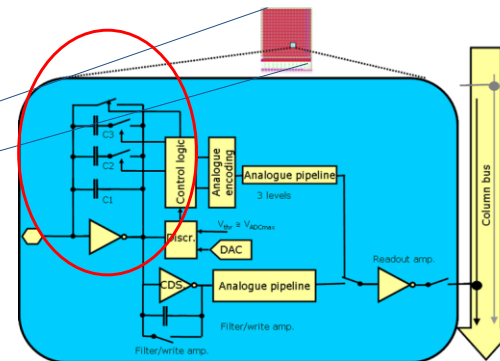 C3
C2
C1
Control logic
Analogue
encoding
Analogue pipeline
3 levels
Discr.
Vthr ≅ VADCmax
DAC
CDS
Analogue pipeline
Readout amp.
Filter/write amp.
Filter/write amp.
Column bus